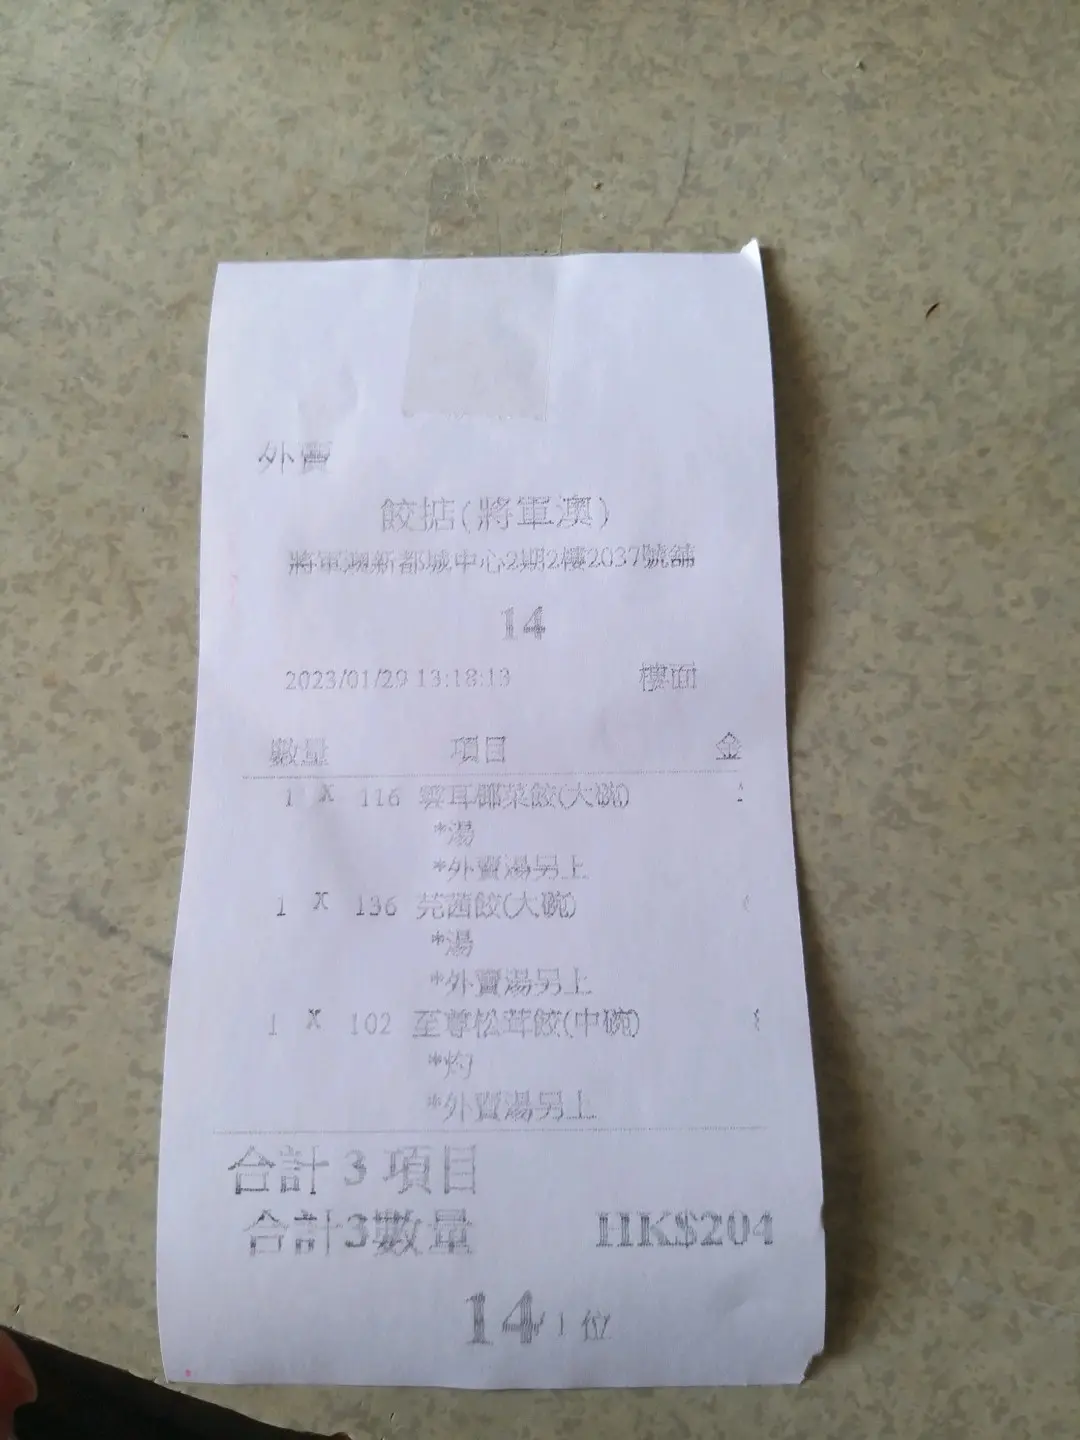 外賣
餃掂(將軍澳)
將軍澳新都城中心2期2樓2037號舖
14
2023/01/29 13:18:13 樓面
數量 項目 金
1 X 116 雲耳椰菜餃(大碗)
*湯
*外賣湯另上
1 X 136 芫茜餃(大碗)
*湯
*外賣湯另上
1 X 102 至尊松茸餃(中碗)
*灼
*外賣湯另上
合計 3 項目
合計3數量 HK$204
14/ 1 位